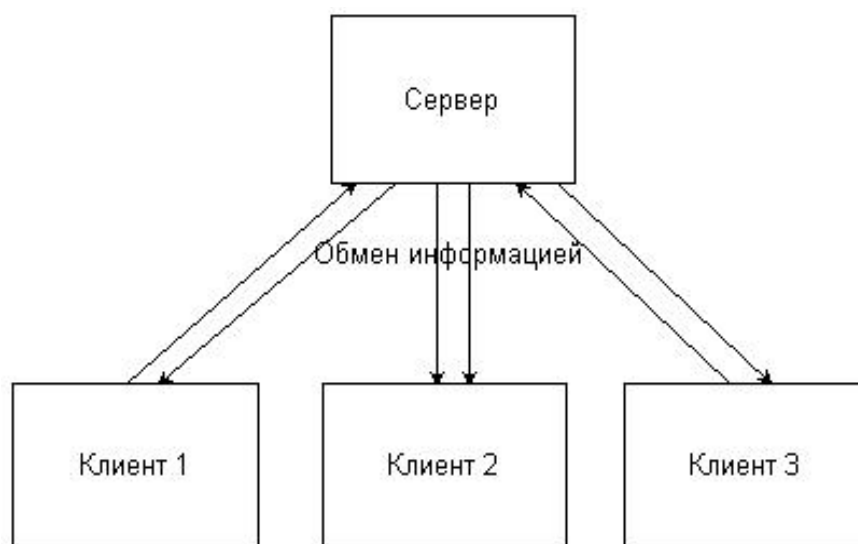 Сервер
Обмен информацией
Клиент 1
Клиент 2
Клиент 3